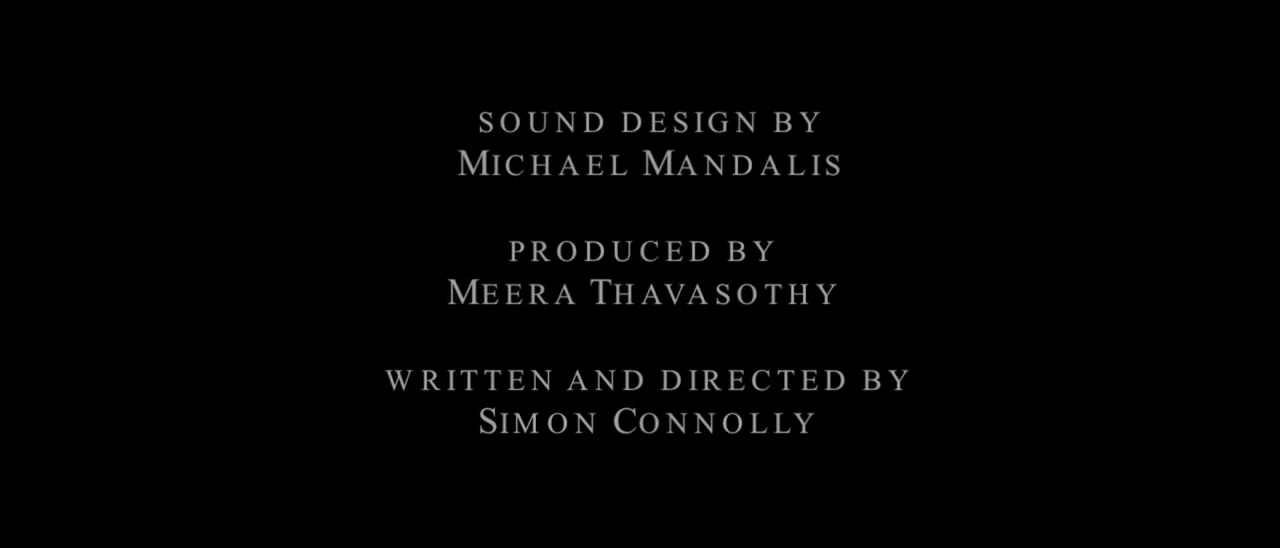 SOUND DESIGN BY
MICHAEL MANDALIS
PRODUCED BY
MEERA THAVASOTHY
WRITTEN AND DIRECTED BY
SIMON CONNOLLY